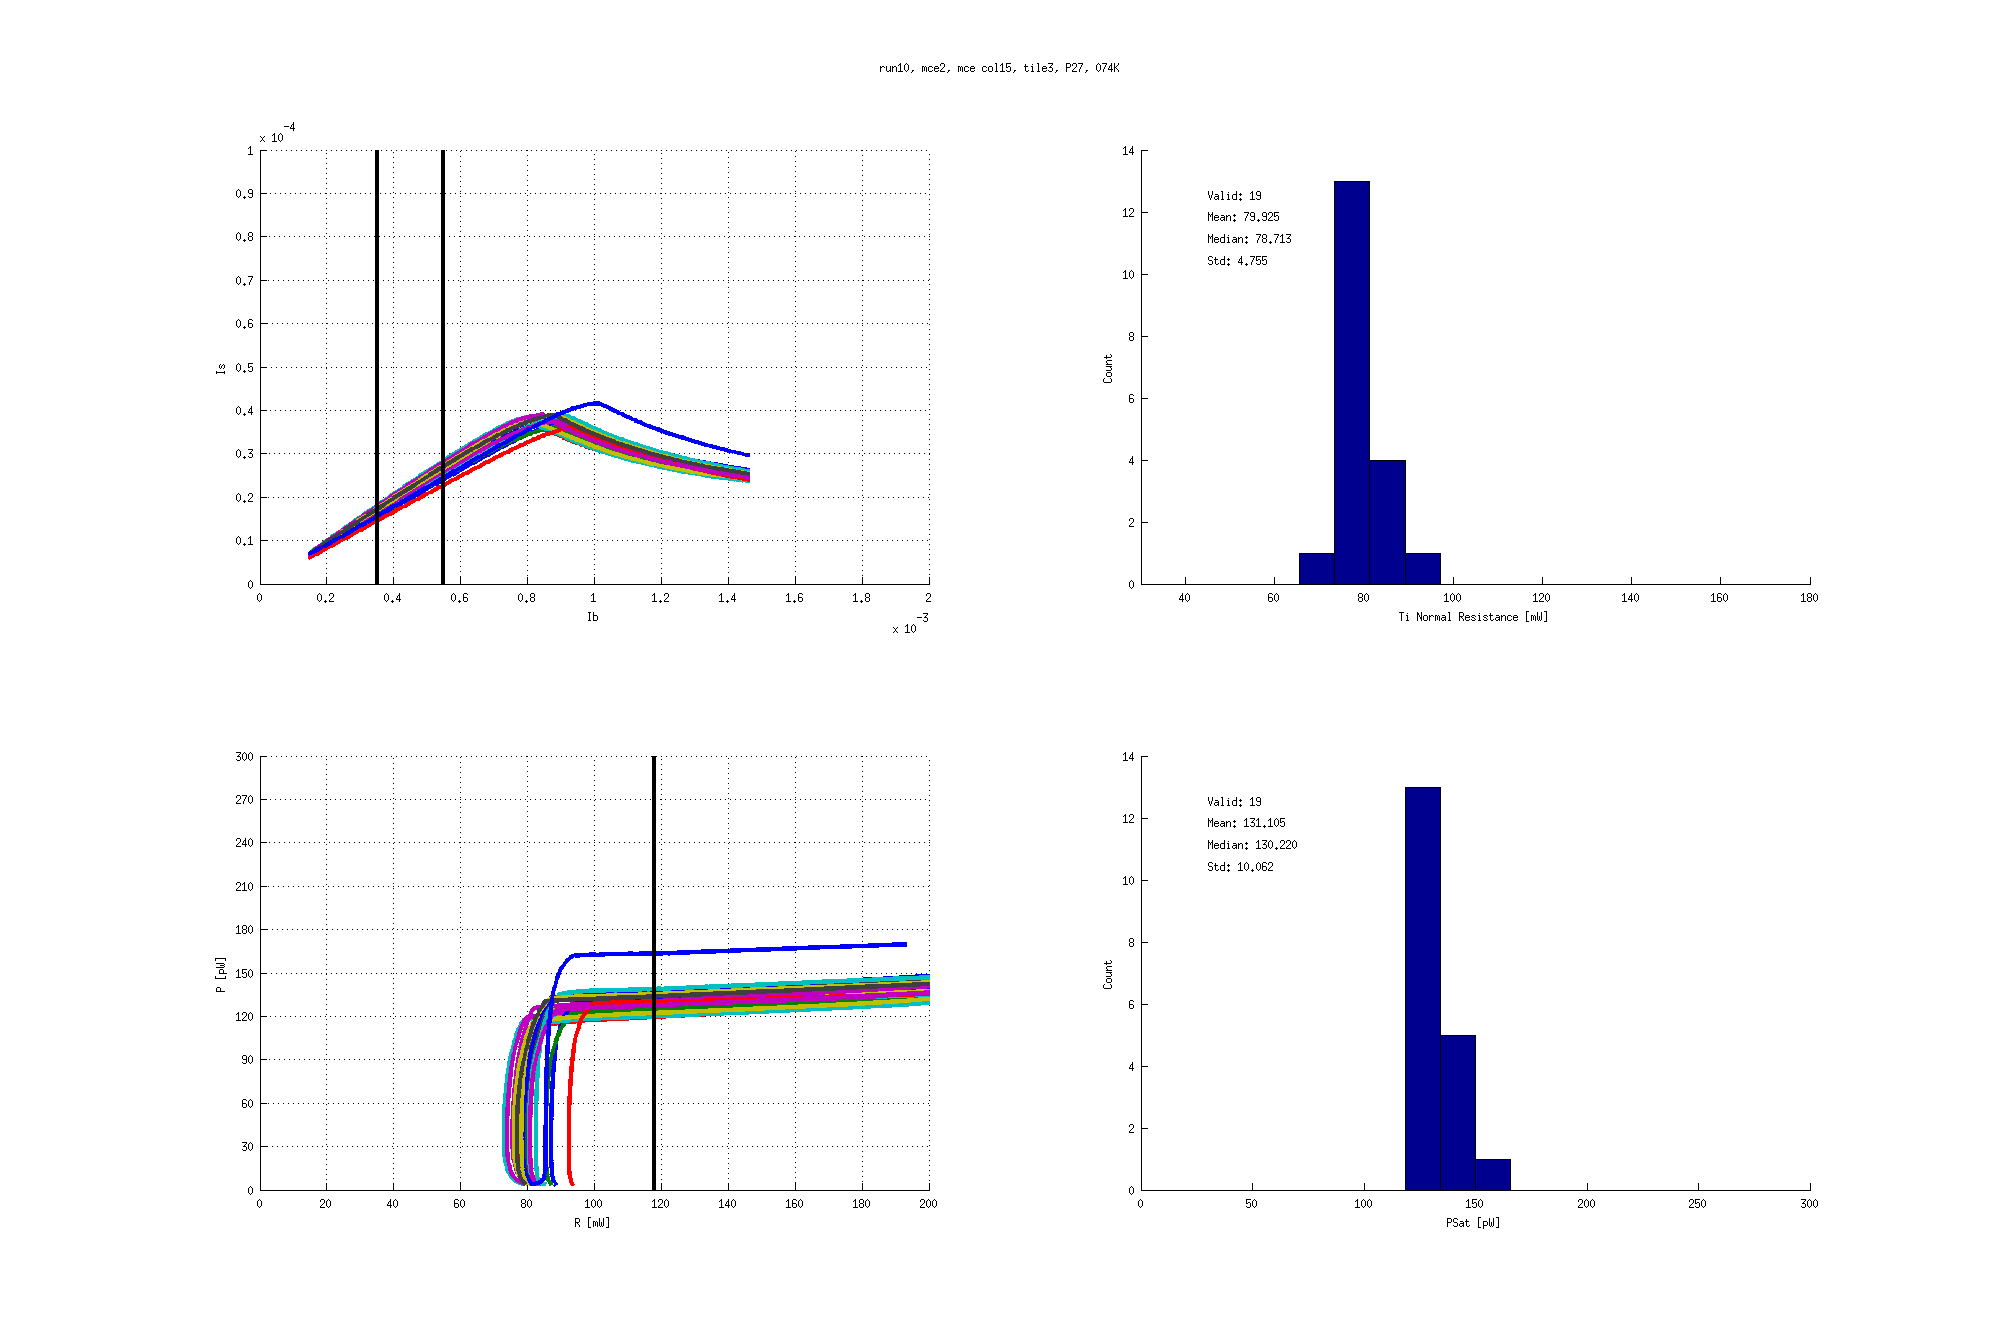 run10, mce2, mce col15, tile3, P27, 074K
x 10^-4
1
0.9
0.8
0.7
0.6
0.5
0.4
0.3
0.2
0.1
0
Is
0 0.2 0.4 0.6 0.8 1 1.2 1.4 1.6 1.8 2
Ib
x 10^-3
14
12
10
8
6
4
2
0
Count
Valid: 19
Mean: 79.925
Median: 78.713
Std: 4.755
40 60 80 100 120 140 160 180
Ti Normal Resistance [mW]
300
270
240
210
180
150
120
90
60
30
0
P [pW]
0 20 40 60 80 100 120 140 160 180 200
R [mW]
14
12
10
8
6
4
2
0
Count
Valid: 19
Mean: 131.105
Median: 130.220
Std: 10.062
0 50 100 150 200 250 300
PSat [pW]